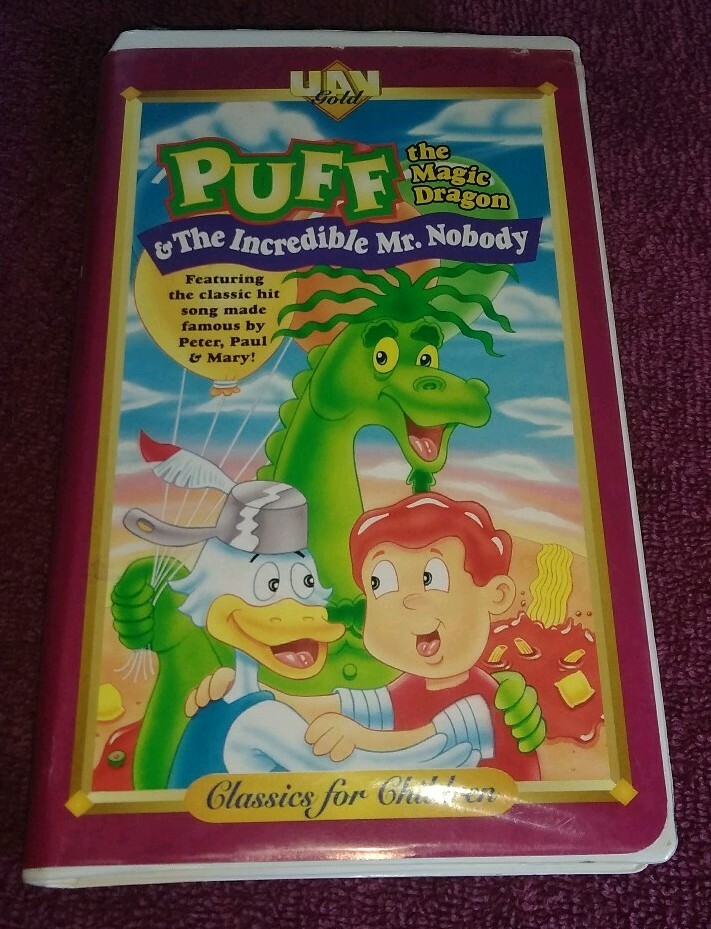 UAV
Gold
PUFF
the
Magic
Dragon
& The Incredible Mr. Nobody
Featuring
the classic hit
song made
famous by
Peter, Paul
& Mary!
Classics for Children